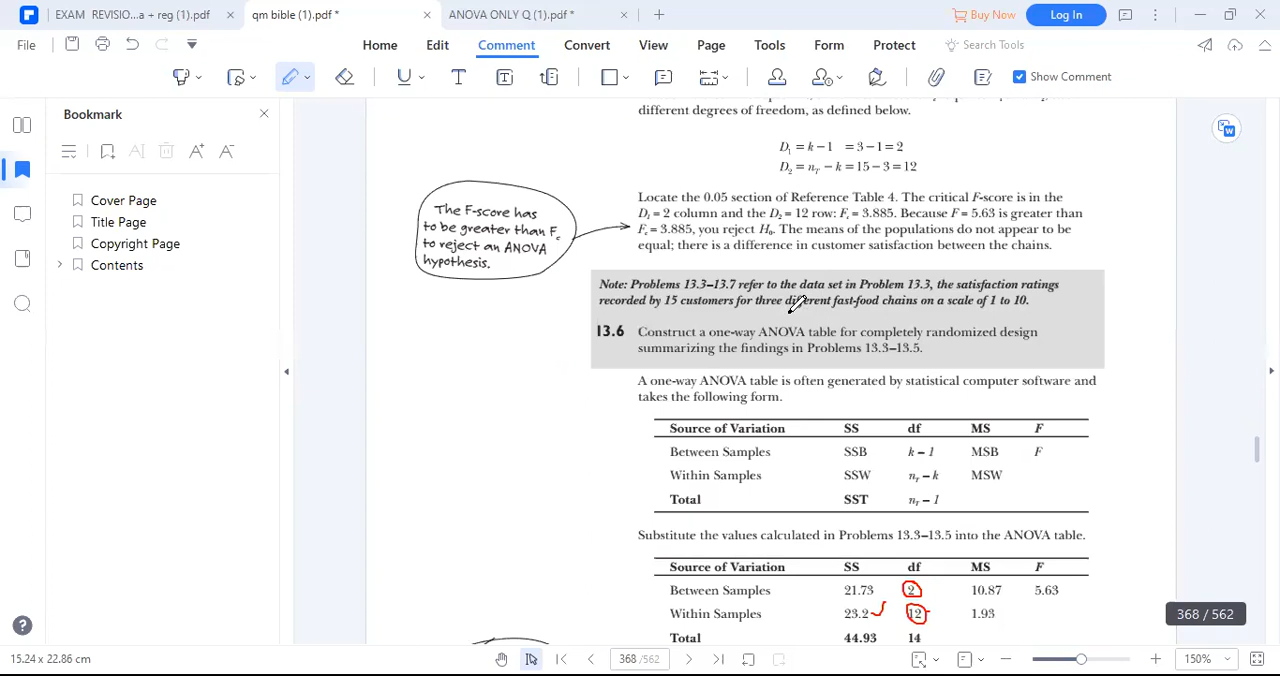 EXAM REVISIO...a + reg (1).pdf
qm bible (1).pdf *
ANOVA ONLY Q (1).pdf *
Buy Now
Log In
File
Home
Edit
Comment
Convert
View
Page
Tools
Form
Protect
Search Tools
Show Comment
Bookmark
Cover Page
Title Page
Copyright Page
Contents
different degrees of freedom, as defined below.
D₁ = k – 1 = 3 – 1 = 2
D₂ = n_T – k = 15 – 3 = 12
Locate the 0.05 section of Reference Table 4. The critical F-score is in the
D₁ = 2 column and the D₂ = 12 row: F_c = 3.885. Because F = 5.63 is greater than
F_c = 3.885, you reject H₀. The means of the populations do not appear to be
equal; there is a difference in customer satisfaction between the chains.
The F-score has
to be greater than F_c
to reject an ANOVA
hypothesis.
Note: Problems 13.3–13.7 refer to the data set in Problem 13.3, the satisfaction ratings
recorded by 15 customers for three different fast-food chains on a scale of 1 to 10.
13.6 Construct a one-way ANOVA table for completely randomized design
summarizing the findings in Problems 13.3–13.5.
A one-way ANOVA table is often generated by statistical computer software and
takes the following form.
Source of Variation SS df MS F
Between Samples SSB k – 1 MSB F
Within Samples SSW n_T – k MSW
Total SST n_T – 1
Substitute the values calculated in Problems 13.3–13.5 into the ANOVA table.
Source of Variation SS df MS F
Between Samples 21.73 2 10.87 5.63
Within Samples 23.2 12 1.93
Total 44.93 14
368 / 562
15.24 x 22.86 cm
368 /562
150%